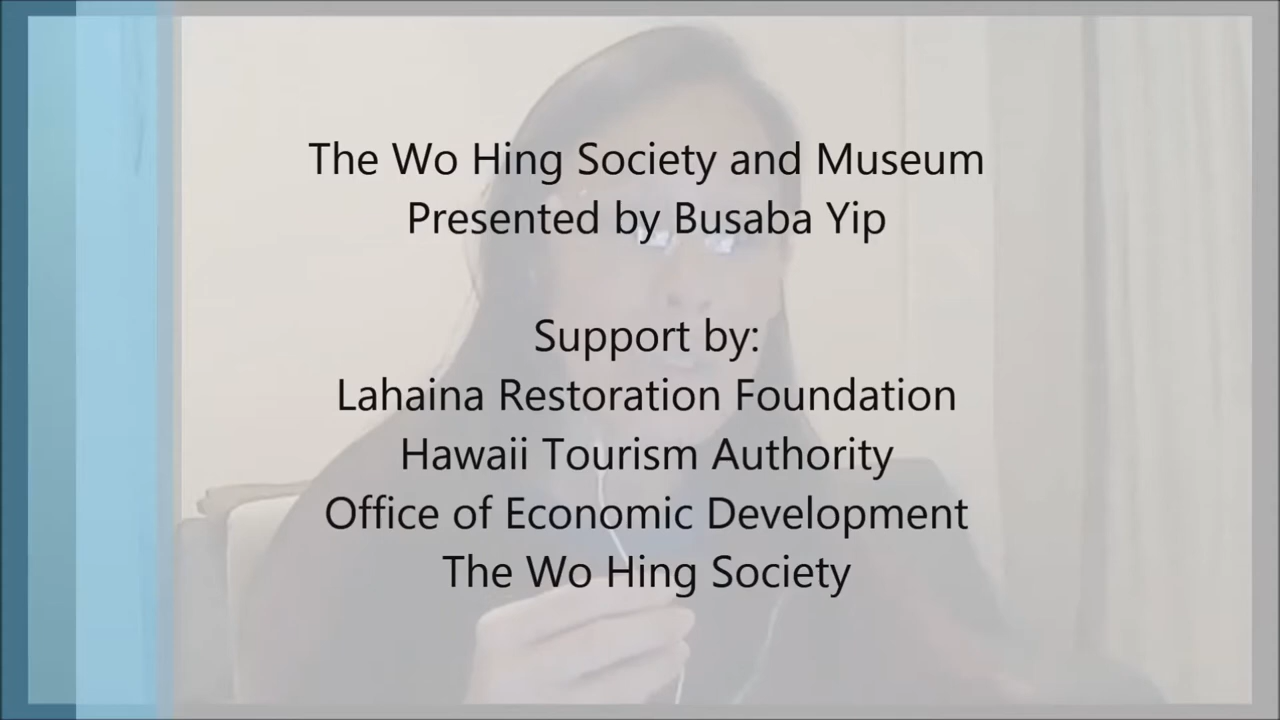 The Wo Hing Society and Museum
Presented by Busaba Yip
Support by:
Lahaina Restoration Foundation
Hawaii Tourism Authority
Office of Economic Development
The Wo Hing Society